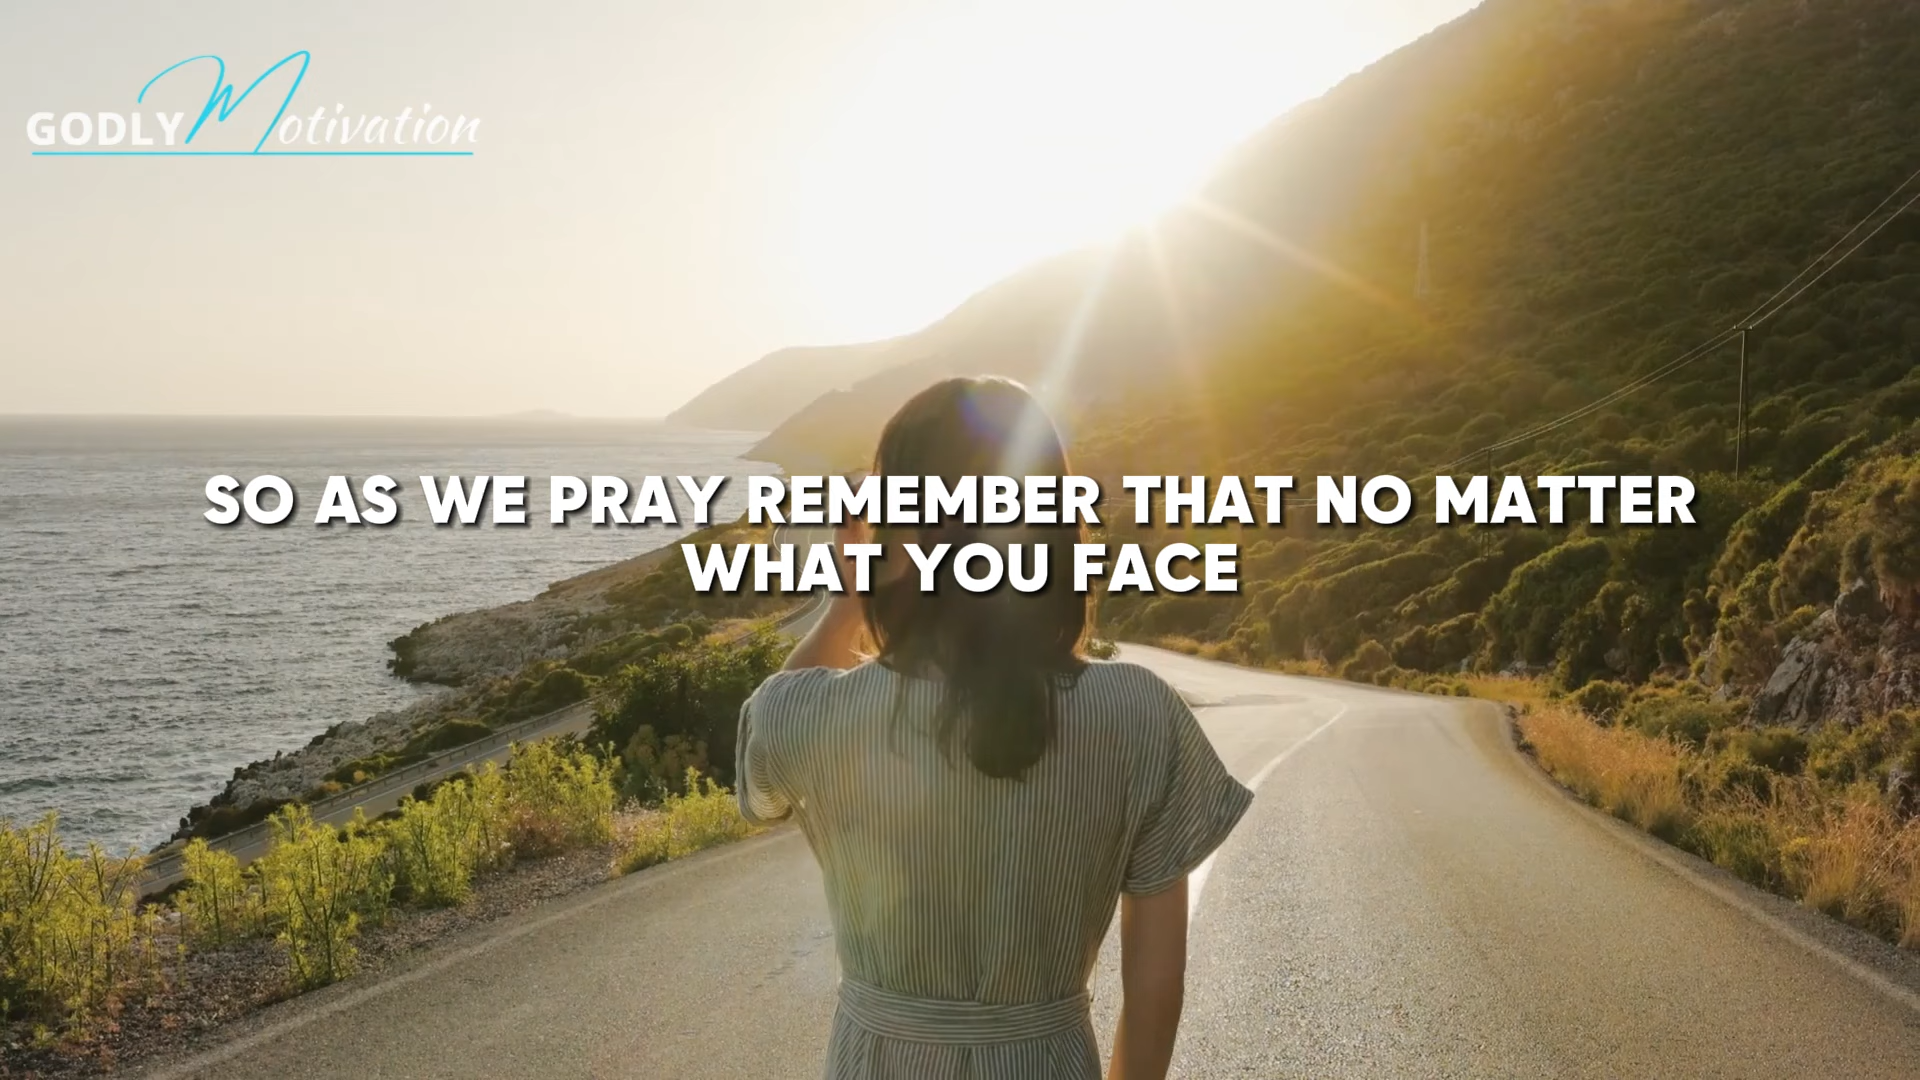 GODLY Motivation
SO AS WE PRAY REMEMBER THAT NO MATTER
WHAT YOU FACE